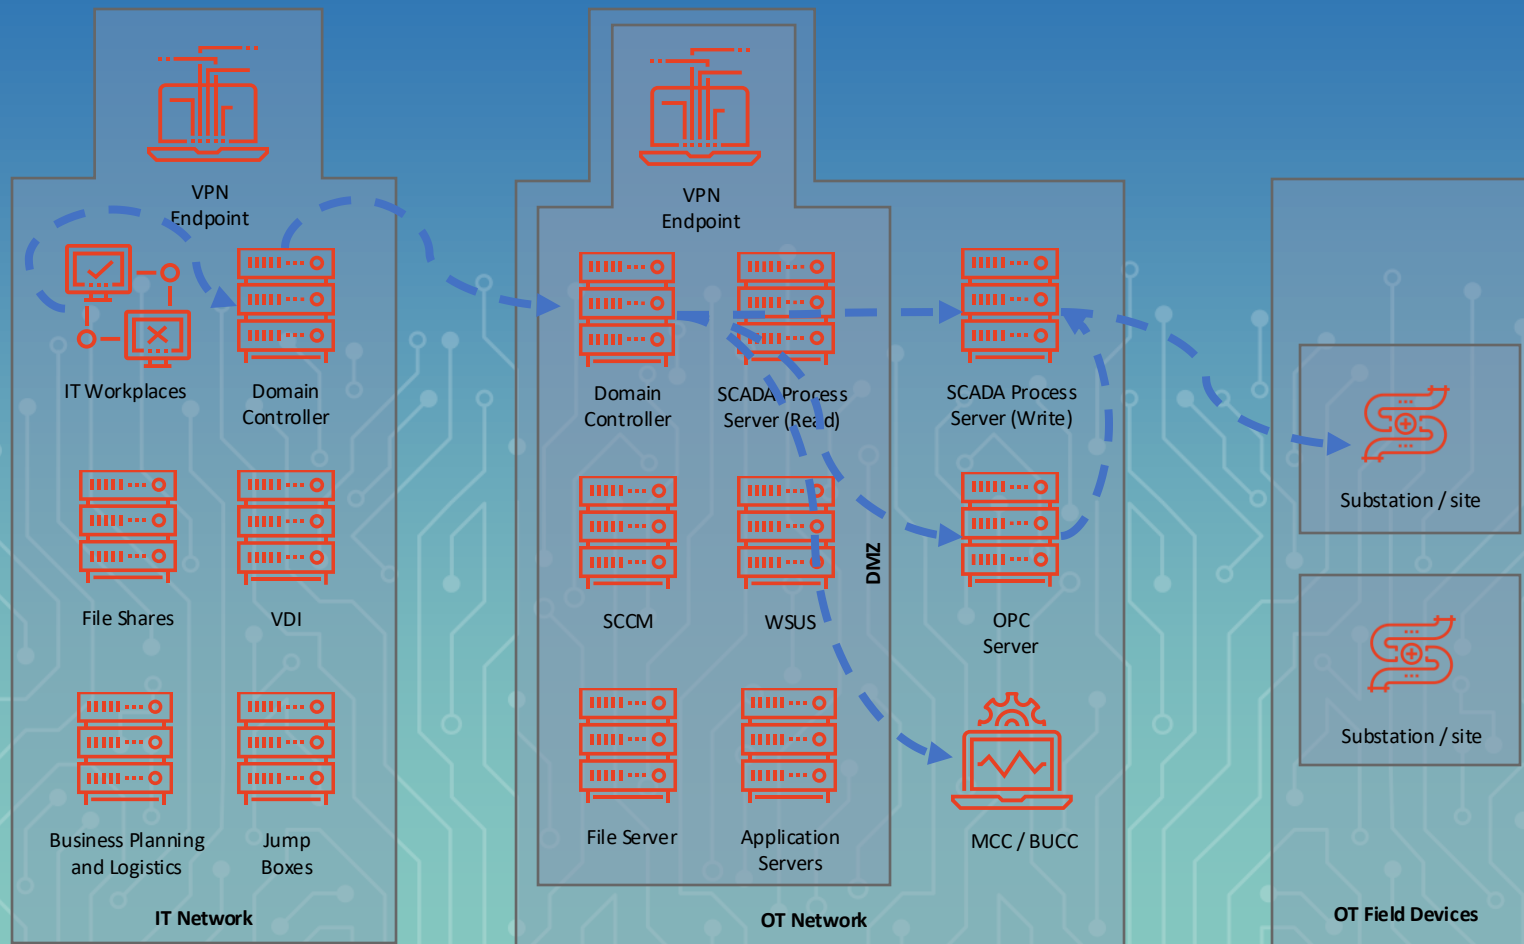 VPN
Endpoint
IT Workplaces
Domain
Controller
File Shares
VDI
Business Planning
and Logistics
Jump
Boxes
IT Network
VPN
Endpoint
Domain
Controller
SCADA Process
Server (Read)
SCCM
WSUS
DMZ
File Server
Application
Servers
SCADA Process
Server (Write)
OPC
Server
MCC / BUCC
OT Network
Substation / site
Substation / site
OT Field Devices